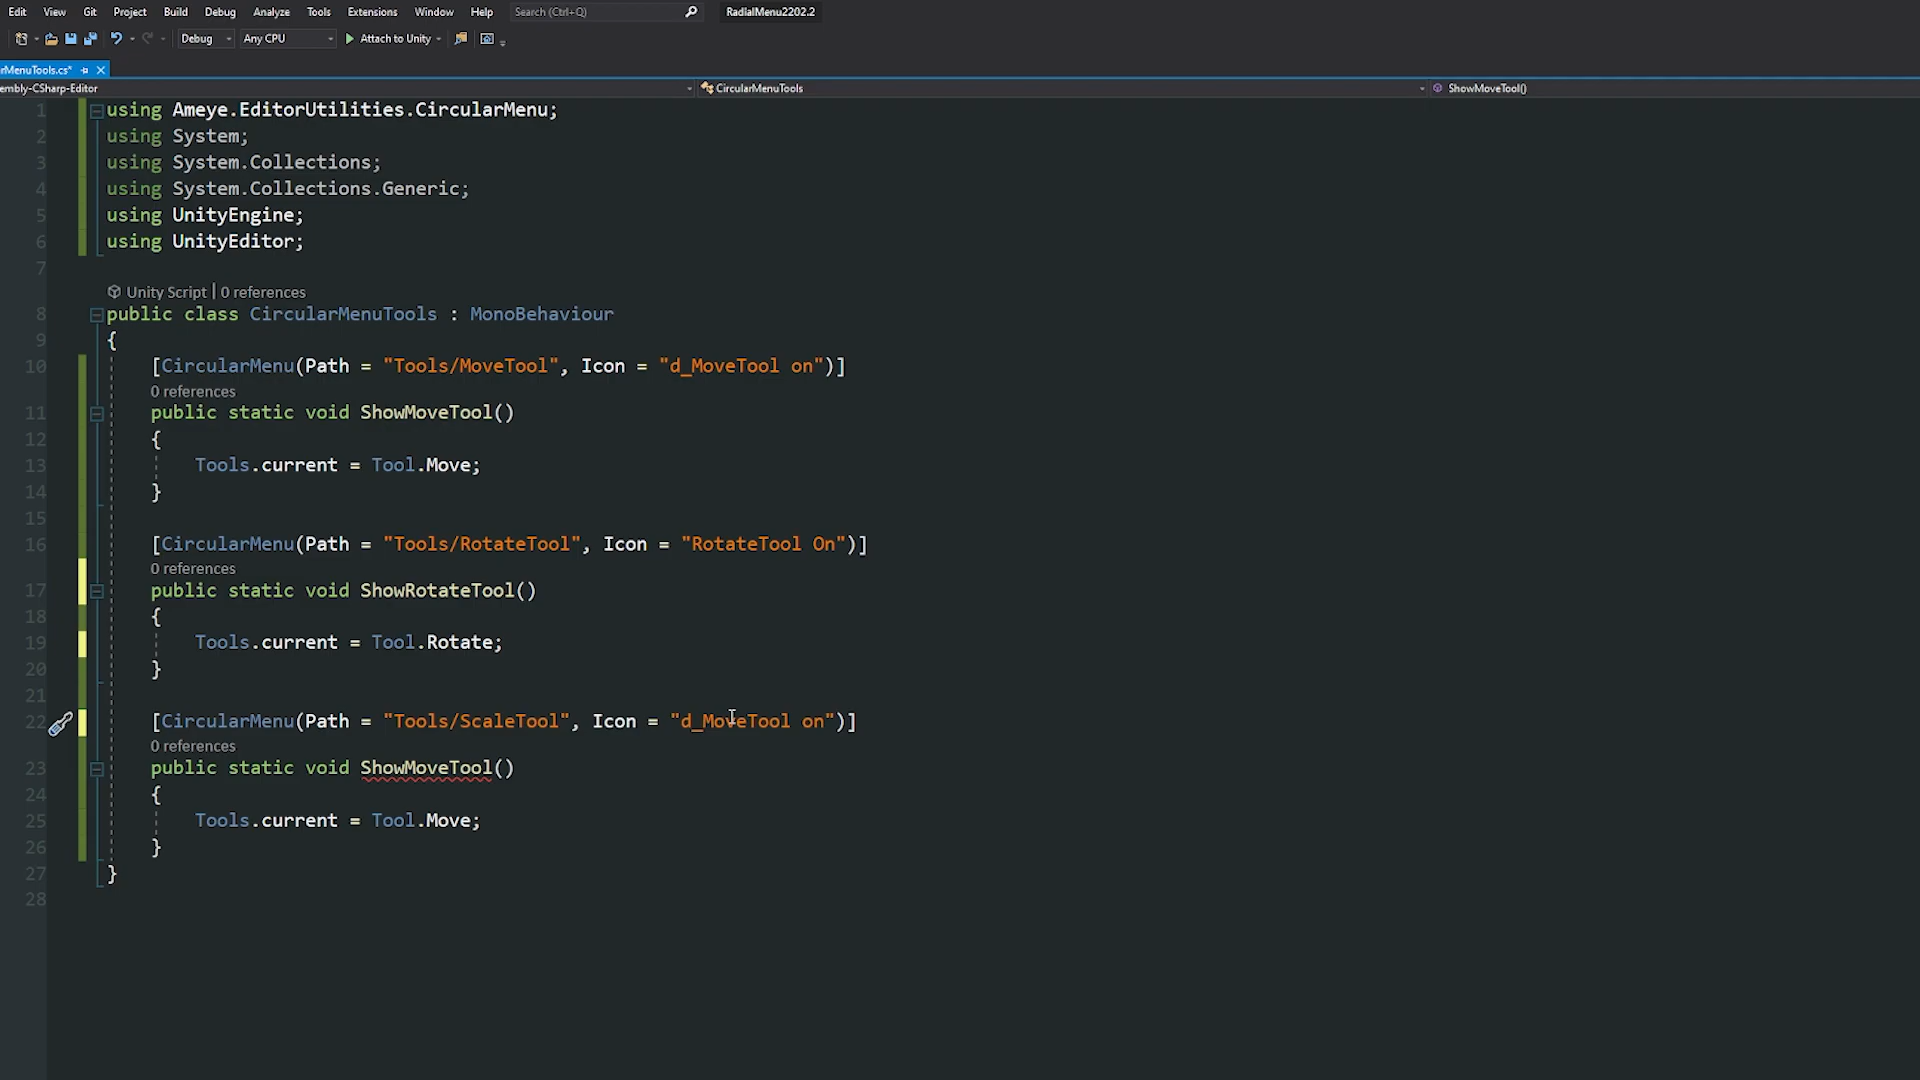 Edit View Git Project Build Debug Analyze Tools Extensions Window Help Search (Ctrl+Q) RadialMenu2202.2
Debug Any CPU Attach to Unity
rMenuTools.cs*
embly-CSharp-Editor CircularMenuTools ShowMoveTool()
1 using Ameye.EditorUtilities.CircularMenu;
2 using System;
3 using System.Collections;
4 using System.Collections.Generic;
5 using UnityEngine;
6 using UnityEditor;
7
Unity Script | 0 references
8 public class CircularMenuTools : MonoBehaviour
9 {
10 [CircularMenu(Path = "Tools/MoveTool", Icon = "d_MoveTool on")]
0 references
11 public static void ShowMoveTool()
12 {
13 Tools.current = Tool.Move;
14 }
15
16 [CircularMenu(Path = "Tools/RotateTool", Icon = "RotateTool On")]
0 references
17 public static void ShowRotateTool()
18 {
19 Tools.current = Tool.Rotate;
20 }
21
22 [CircularMenu(Path = "Tools/ScaleTool", Icon = "d_MoveTool on")]
0 references
23 public static void ShowMoveTool()
24 {
25 Tools.current = Tool.Move;
26 }
27 }
28